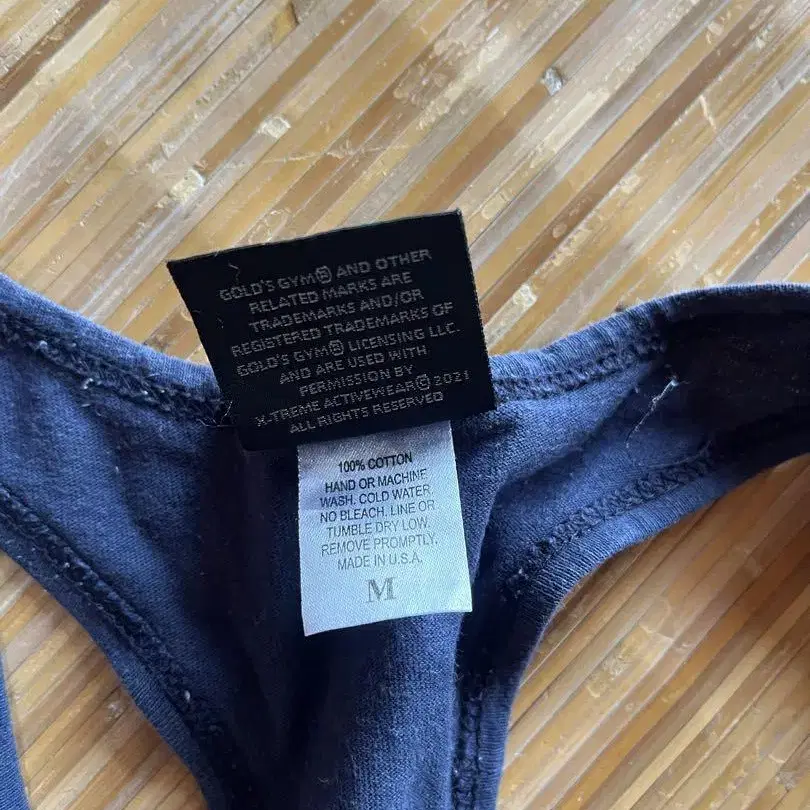 GOLD'S GYM® AND OTHER
RELATED MARKS ARE
TRADEMARKS AND/OR
REGISTERED TRADEMARKS OF
GOLD'S GYM® LICENSING LLC.
AND ARE USED WITH
PERMISSION BY
X-TREME ACTIVEWEAR© 2021
ALL RIGHTS RESERVED
100% COTTON
HAND OR MACHINE
WASH. COLD WATER
NO BLEACH. LINE OR
TUMBLE DRY LOW.
REMOVE PROMPTLY.
MADE IN U.S.A.
M